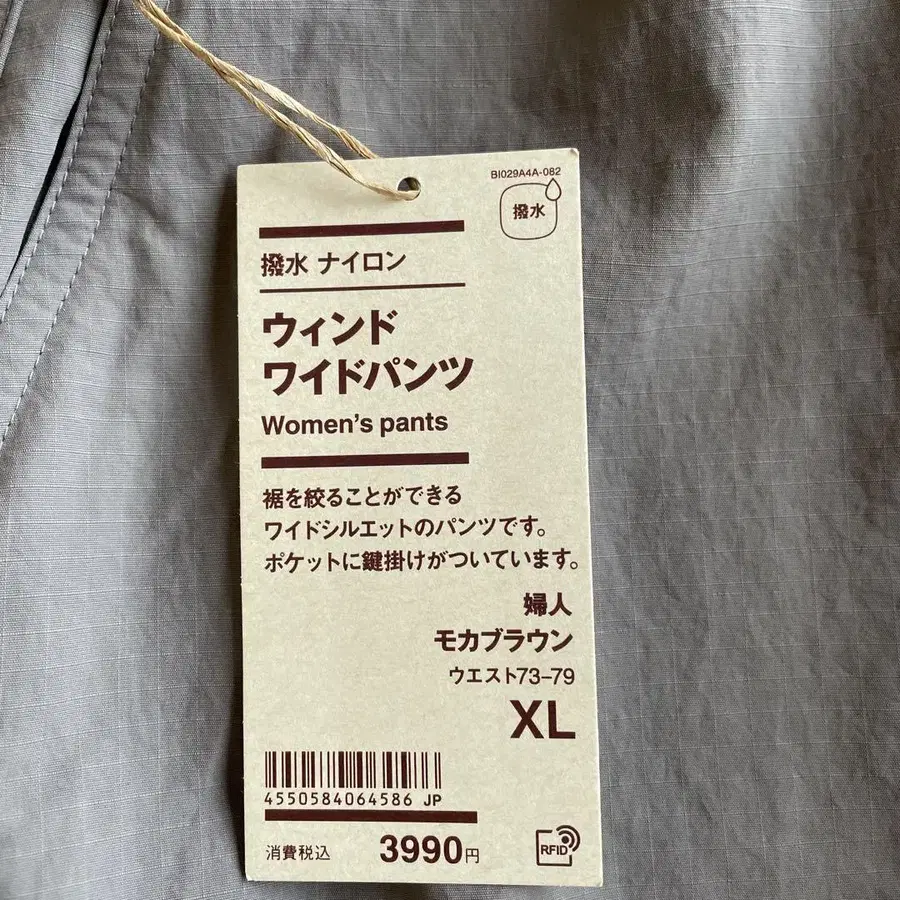 BI029A4A-082
撥水
撥水 ナイロン
ウィンド
ワイドパンツ
Women's pants
裾を絞ることができる
ワイドシルエットのパンツです。
ポケットに鍵掛けがついています。
婦人
モカブラウン
ウエスト73–79
XL
4550584064586 JP
消費税込 3990円
RFID